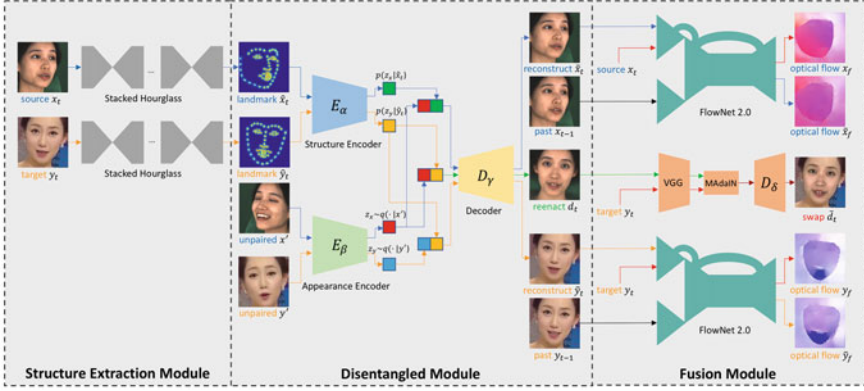 source x_t
...
Stacked Hourglass
landmark x̂_t
target y_t
...
Stacked Hourglass
landmark ŷ_t
unpaired x'
unpaired y'
E_α
Structure Encoder
E_β
Appearance Encoder
p(z_x|x̂_t)
p(z_y|ŷ_t)
z_x~q(·|x')
z_y~q(·|y')
D_γ
Decoder
reconstruct x̃_t
past x_{t-1}
reenact d_t
reconstruct ỹ_t
past y_{t-1}
source x_t
FlowNet 2.0
optical flow x_f
optical flow x̃_f
target y_t
VGG
MAdaIN
D_δ
swap d̃_t
target y_t
FlowNet 2.0
optical flow y_f
optical flow ỹ_f
Structure Extraction Module
Disentangled Module
Fusion Module